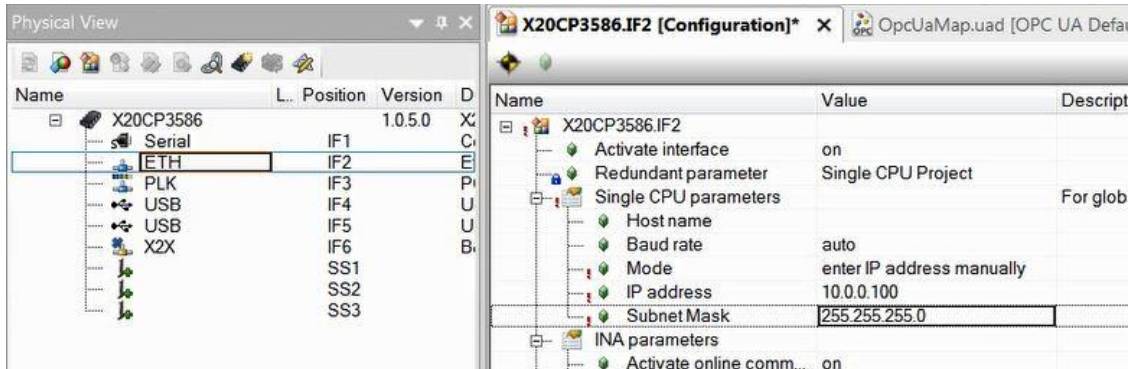 Physical View
Name L.. Position Version D
X20CP3586 1.0.5.0
Serial IF1
ETH IF2 E
PLK IF3
USB IF4 U
USB IF5 U
X2X IF6
SS1
SS2
SS3
X20CP3586.IF2 [Configuration]* X OpcUaMap.uad [OPC UA Defau
Name Value Descript
X20CP3586.IF2
Activate interface on
Redundant parameter Single CPU Project
Single CPU parameters For glob
Host name
Baud rate auto
Mode enter IP address manually
IP address 10.0.0.100
Subnet Mask 255.255.255.0
INA parameters
Activate online comm... on